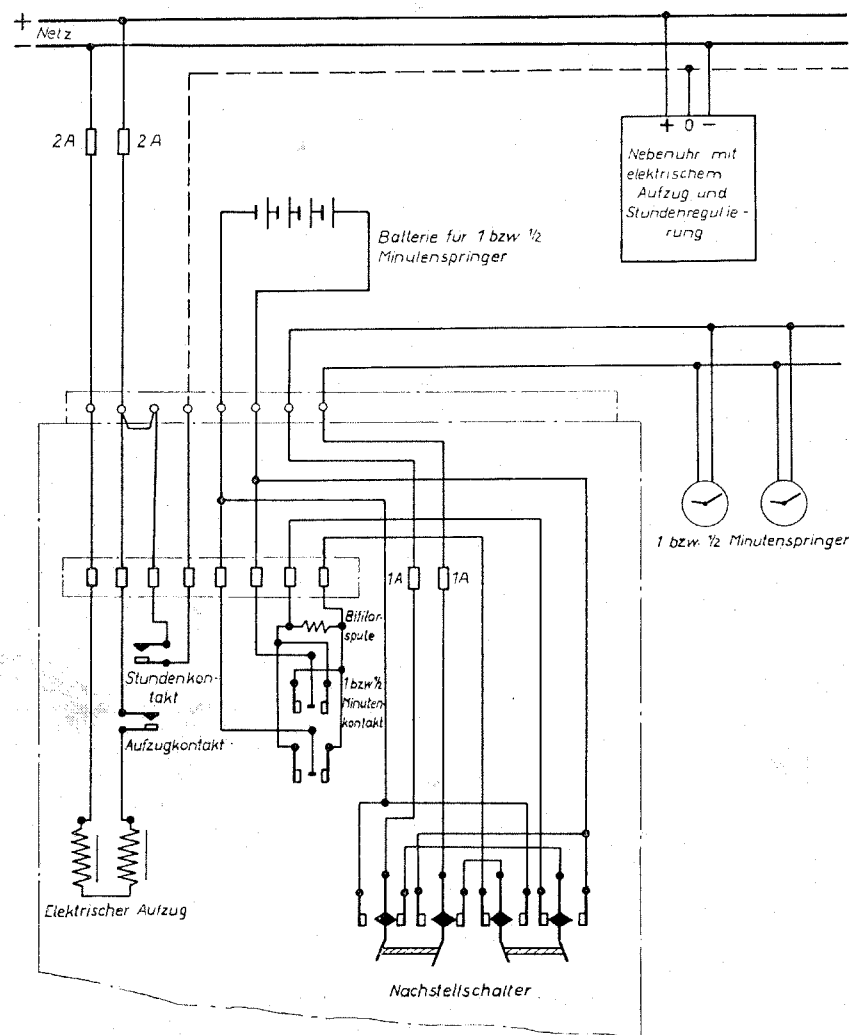 +
Netz
−
2A
2A
+ 0 −
Nebenuhr mit
elektrischem
Aufzug und
Stundenregulie-
rung
Batterie für 1 bzw ½
Minutenspringer
1 bzw. ½ Minutenspringer
1A
1A
Bifilar-
spule
Stundenkon-
takt
1 bzw ½
Minuten-
kontakt
Aufzugkontakt
Elektrischer Aufzug
Nachstellschalter